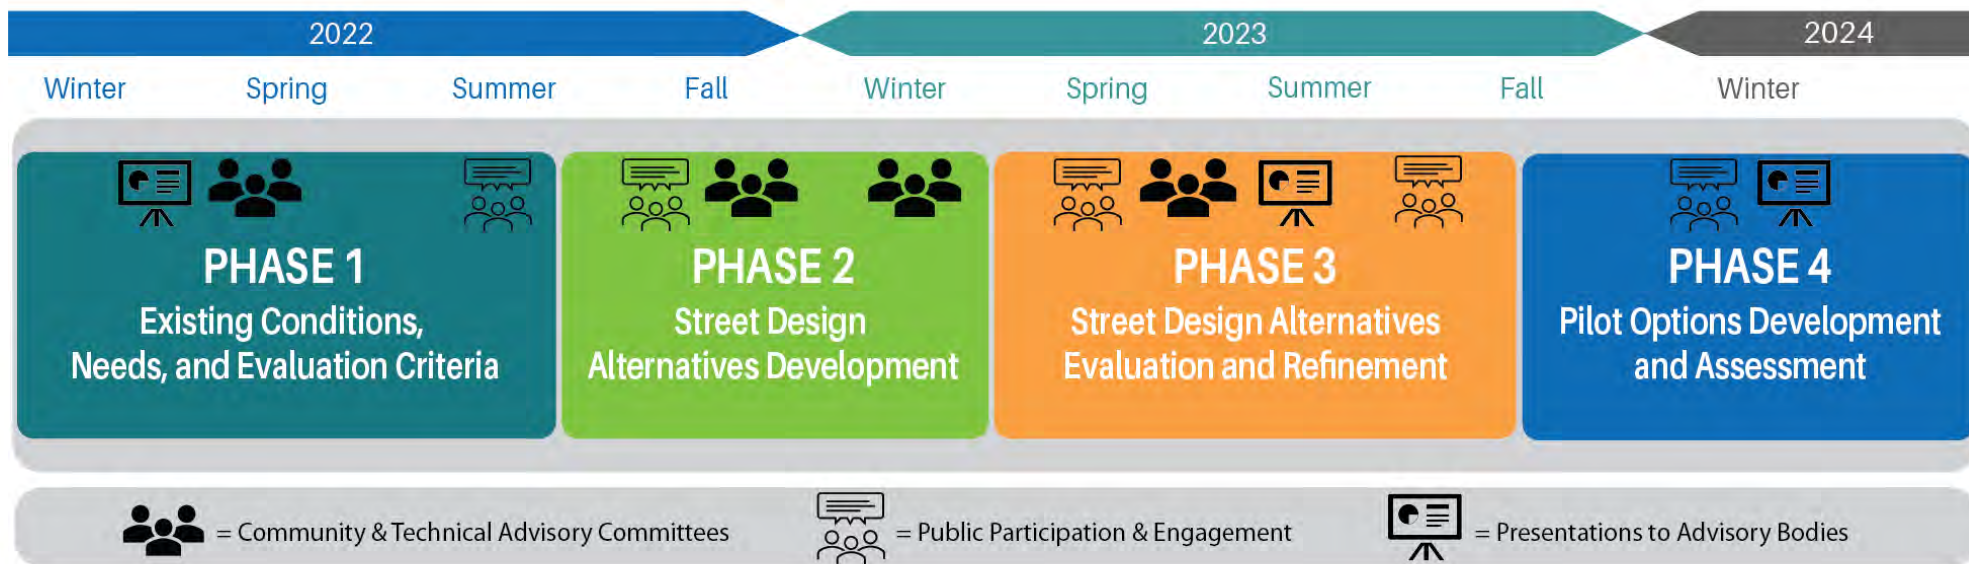 2022
2023
2024
Winter
Spring
Summer
Fall
Winter
Spring
Summer
Fall
Winter
PHASE 1
Existing Conditions,
Needs, and Evaluation Criteria
PHASE 2
Street Design
Alternatives Development
PHASE 3
Street Design Alternatives
Evaluation and Refinement
PHASE 4
Pilot Options Development
and Assessment
= Community & Technical Advisory Committees
= Public Participation & Engagement
= Presentations to Advisory Bodies